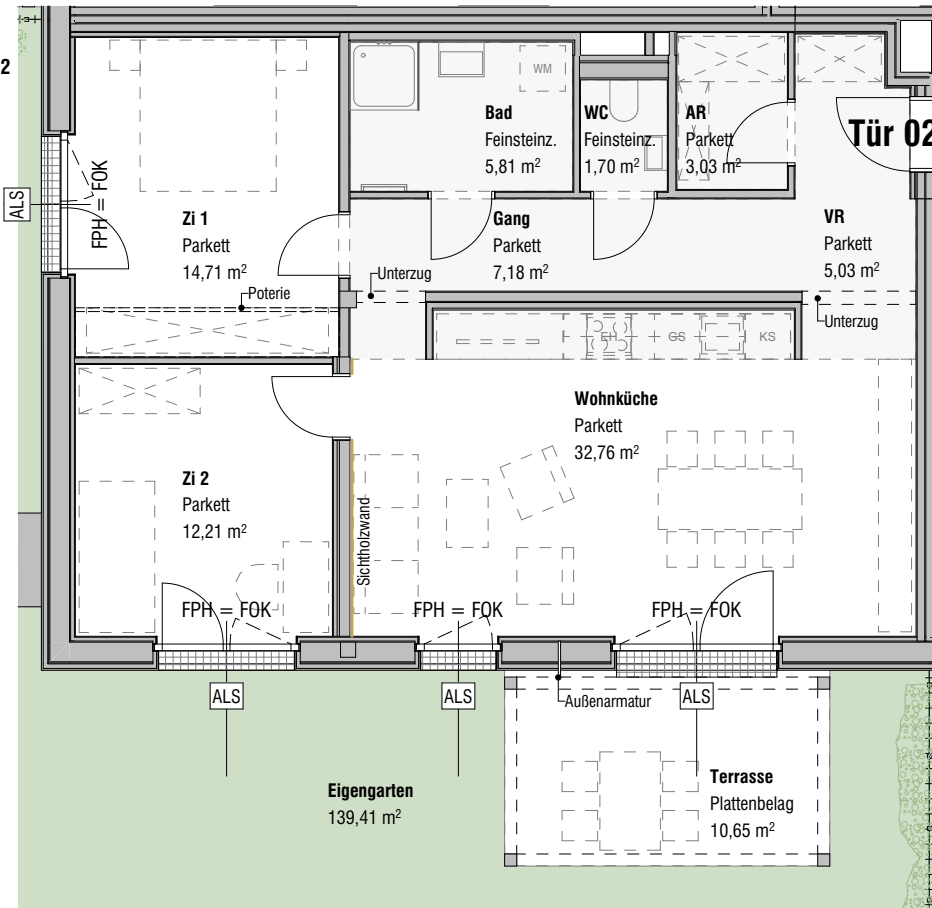 2
WM
Bad
Feinsteinz.
5,81 m²
WC
Feinsteinz.
1,70 m²
AR
Parkett
3,03 m²
Tür 02
ALS
FPH = FOK
Zi 1
Parkett
14,71 m²
Gang
Parkett
7,18 m²
VR
Parkett
5,03 m²
Unterzug
Poterie
Unterzug
EH
GS
KS
Wohnküche
Parkett
32,76 m²
Zi 2
Parkett
12,21 m²
Sichtholzwand
FPH = FOK
FPH = FOK
FPH = FOK
ALS
ALS
Außenarmatur
ALS
Eigengarten
139,41 m²
Terrasse
Plattenbelag
10,65 m²